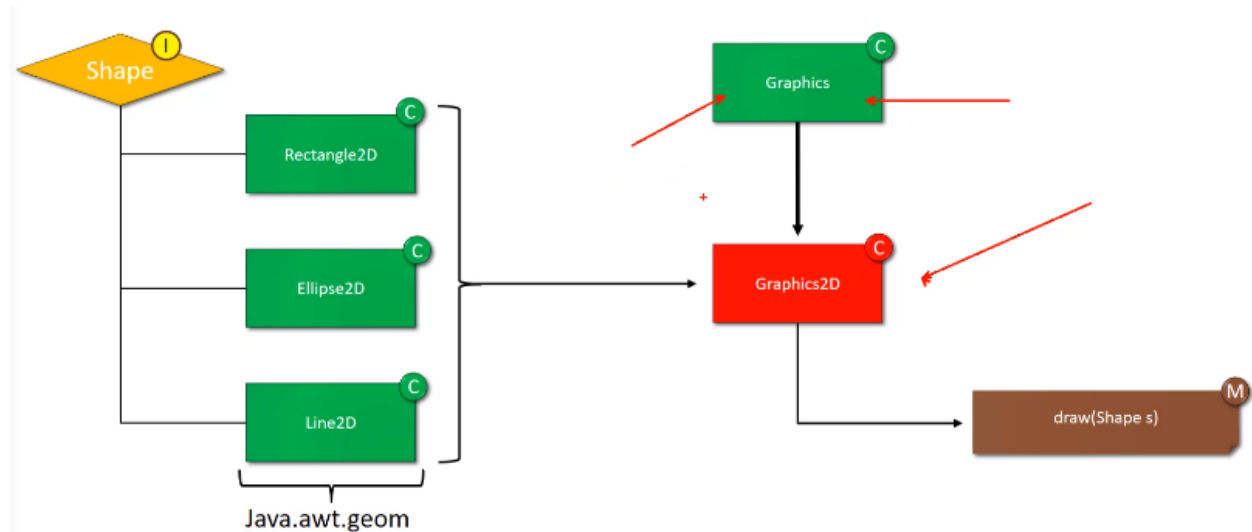 I
Shape
C
Graphics
C
Rectangle2D
C
Ellipse2D
C
Graphics2D
C
Line2D
M
draw(Shape s)
Java.awt.geom